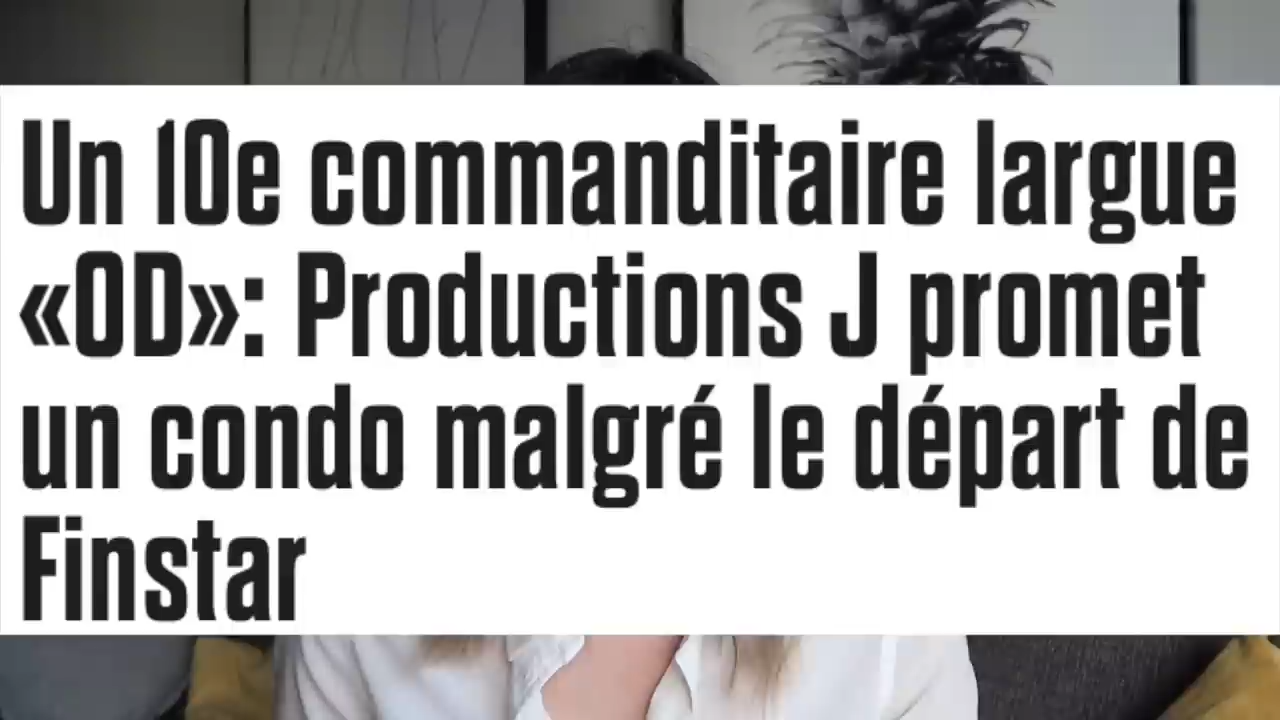 Un 10e commanditaire largue
«OD»: Productions J promet
un condo malgré le départ de
Finstar